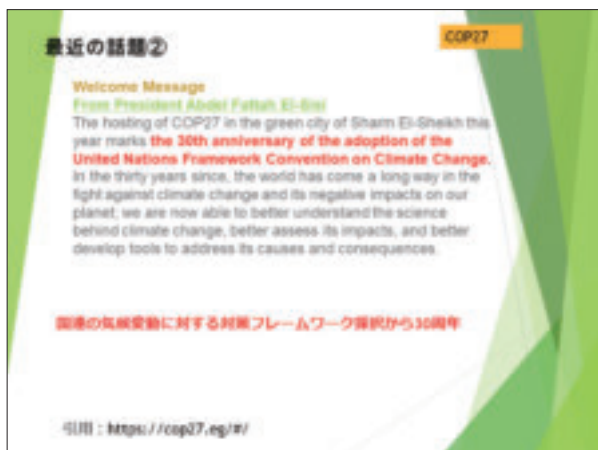 最近の話題②
COP27
Welcome Message
From President Abdel Fattah El-Sisi
The hosting of COP27 in the green city of Sharm El-Sheikh this
year marks the 30th anniversary of the adoption of the
United Nations Framework Convention on Climate Change.
In the thirty years since, the world has come a long way in the
fight against climate change and its negative impacts on our
planet; we are now able to better understand the science
behind climate change, better assess its impacts, and better
develop tools to address its causes and consequences.
国連の気候変動に対する対策フレームワーク採択から30周年
引用：https://cop27.eg/#/